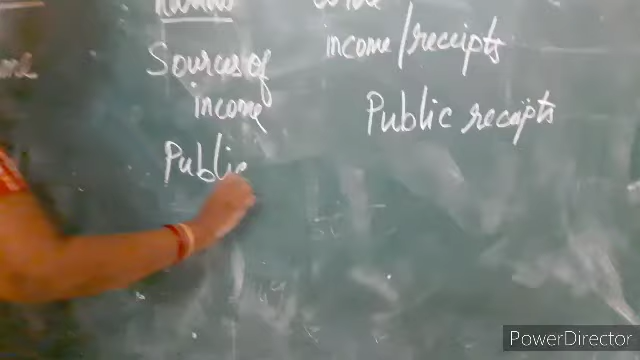 income/receipts
Sources of
income
Public receipts
Public
PowerDirector